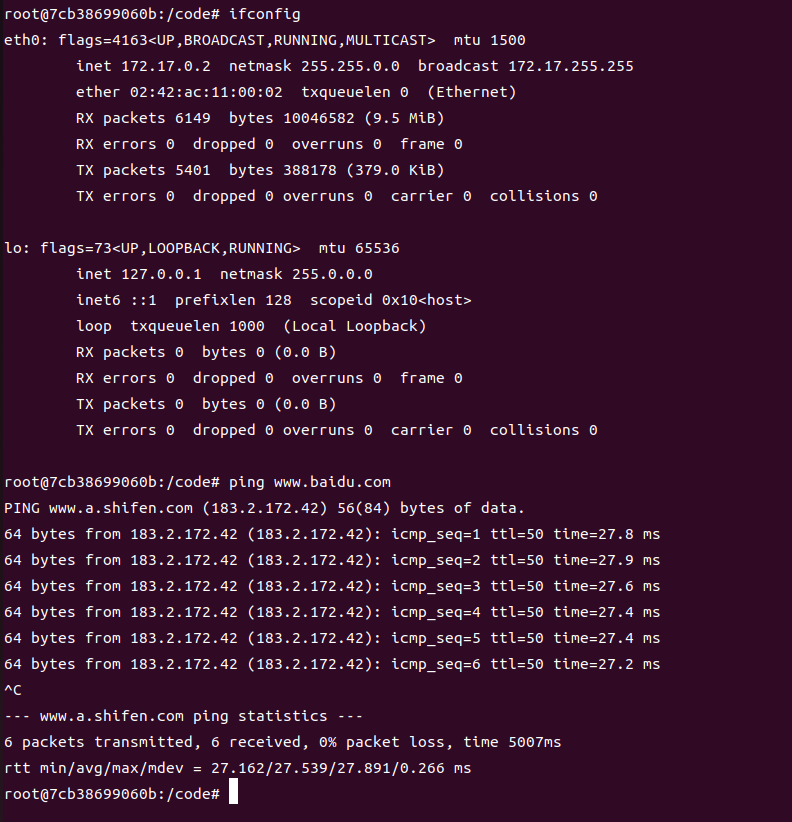 root@7cb38699060b:/code# ifconfig
eth0: flags=4163<UP,BROADCAST,RUNNING,MULTICAST>  mtu 1500
        inet 172.17.0.2  netmask 255.255.0.0  broadcast 172.17.255.255
        ether 02:42:ac:11:00:02  txqueuelen 0  (Ethernet)
        RX packets 6149  bytes 10046582 (9.5 MiB)
        RX errors 0  dropped 0  overruns 0  frame 0
        TX packets 5401  bytes 388178 (379.0 KiB)
        TX errors 0  dropped 0 overruns 0  carrier 0  collisions 0

lo: flags=73<UP,LOOPBACK,RUNNING>  mtu 65536
        inet 127.0.0.1  netmask 255.0.0.0
        inet6 ::1  prefixlen 128  scopeid 0x10<host>
        loop  txqueuelen 1000  (Local Loopback)
        RX packets 0  bytes 0 (0.0 B)
        RX errors 0  dropped 0  overruns 0  frame 0
        TX packets 0  bytes 0 (0.0 B)
        TX errors 0  dropped 0 overruns 0  carrier 0  collisions 0

root@7cb38699060b:/code# ping www.baidu.com
PING www.a.shifen.com (183.2.172.42) 56(84) bytes of data.
64 bytes from 183.2.172.42 (183.2.172.42): icmp_seq=1 ttl=50 time=27.8 ms
64 bytes from 183.2.172.42 (183.2.172.42): icmp_seq=2 ttl=50 time=27.9 ms
64 bytes from 183.2.172.42 (183.2.172.42): icmp_seq=3 ttl=50 time=27.6 ms
64 bytes from 183.2.172.42 (183.2.172.42): icmp_seq=4 ttl=50 time=27.4 ms
64 bytes from 183.2.172.42 (183.2.172.42): icmp_seq=5 ttl=50 time=27.4 ms
64 bytes from 183.2.172.42 (183.2.172.42): icmp_seq=6 ttl=50 time=27.2 ms
^C
--- www.a.shifen.com ping statistics ---
6 packets transmitted, 6 received, 0% packet loss, time 5007ms
rtt min/avg/max/mdev = 27.162/27.539/27.891/0.266 ms
root@7cb38699060b:/code#